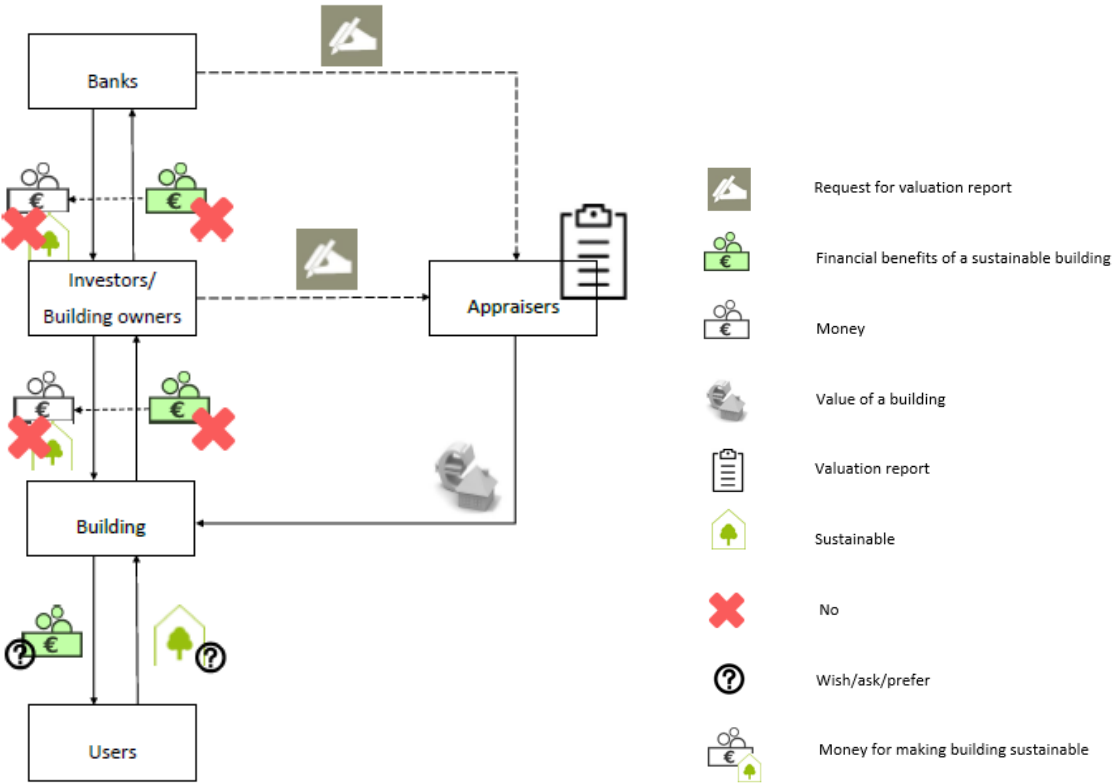 Banks
Investors/
Building owners
Appraisers
Building
Users
€
€
€
€
€
Request for valuation report
€
Financial benefits of a sustainable building
€
Money
Value of a building
Valuation report
Sustainable
No
?
?
?
Wish/ask/prefer
€
Money for making building sustainable